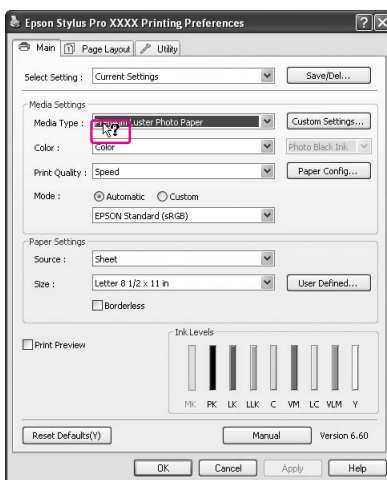 Epson Stylus Pro XXXX Printing Preferences
Main Page Layout Utility
Select Setting : Current Settings Save/Del...
Media Settings
Media Type : Premium Luster Photo Paper Custom Settings...
Color : Color Photo Black Ink
Print Quality : Speed Paper Config...
Mode : Automatic Custom
EPSON Standard (sRGB)
Paper Settings
Source : Sheet
Size : Letter 8 1/2 x 11 in User Defined...
Borderless
Print Preview
Ink Levels
MK PK LK LLK C VM LC VLM Y
Reset Defaults(Y) Manual Version 6.60
OK Cancel Apply Help